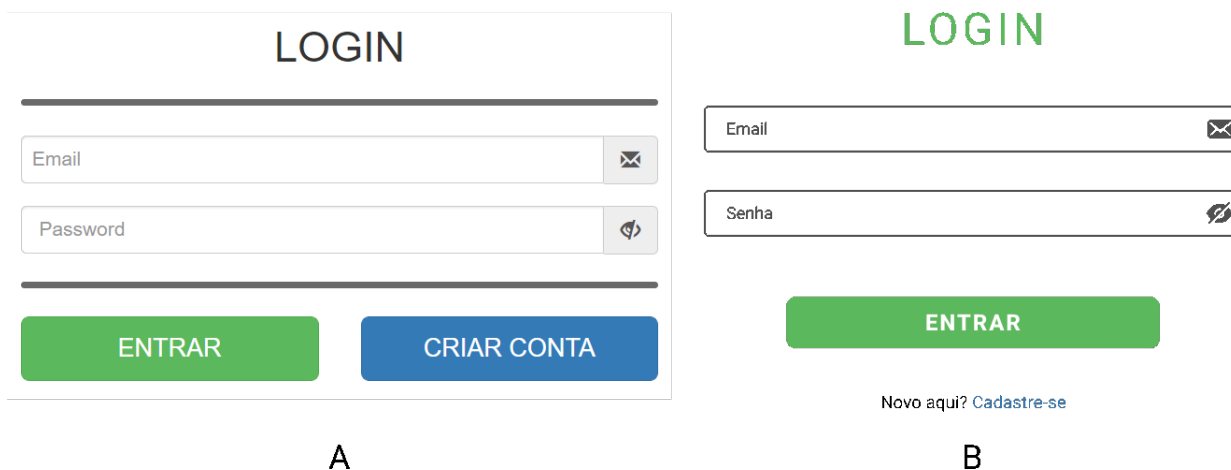 LOGIN
Email
Password
ENTRAR
CRIAR CONTA
A
LOGIN
Email
Senha
ENTRAR
Novo aqui? Cadastre-se
B